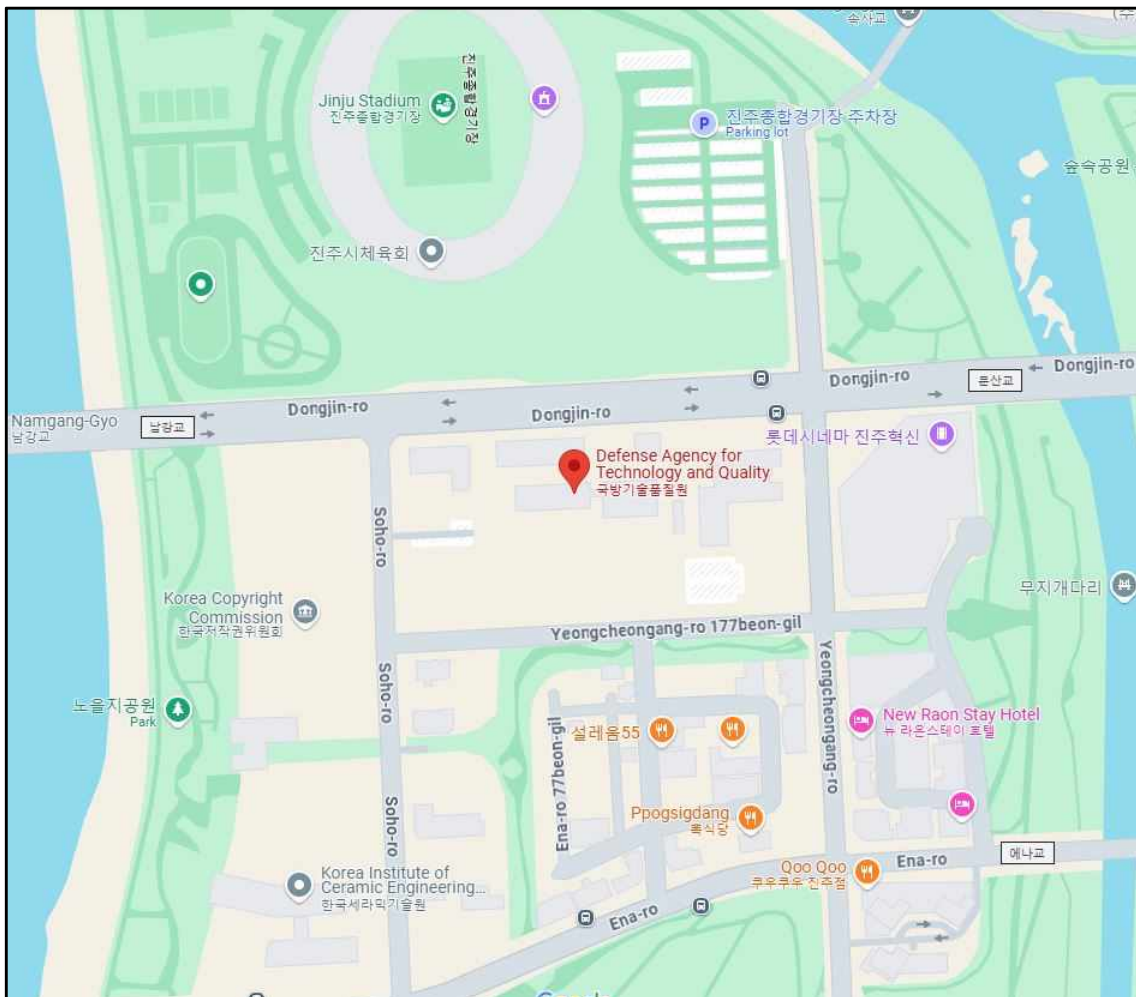 속사교
Jinju Stadium
진주종합경기장
진주종합경기장
P
진주종합경기장 주차장
Parking lot
숲속공원
진주시체육회
Dongjin-ro
문산교
Dongjin-ro
Namgang-Gyo
남강교
남강교
Dongjin-ro
Dongjin-ro
롯데시네마 진주혁신
Defense Agency for
Technology and Quality
국방기술품질원
Soho-ro
Korea Copyright
Commission
한국저작권위원회
무지개다리
Yeongcheongang-ro 177beon-gil
Soho-ro
Yeongcheongang-ro
노을지공원
Park
설레움55
New Raon Stay Hotel
뉴 라온스테이 호텔
Ena-ro 77beon-gil
Ppogsigdang
뽁식당
Soho-ro
Qoo Qoo
쿠우쿠우 진주점
Ena-ro
에나교
Korea Institute of
Ceramic Engineering...
한국세라믹기술원
Ena-ro